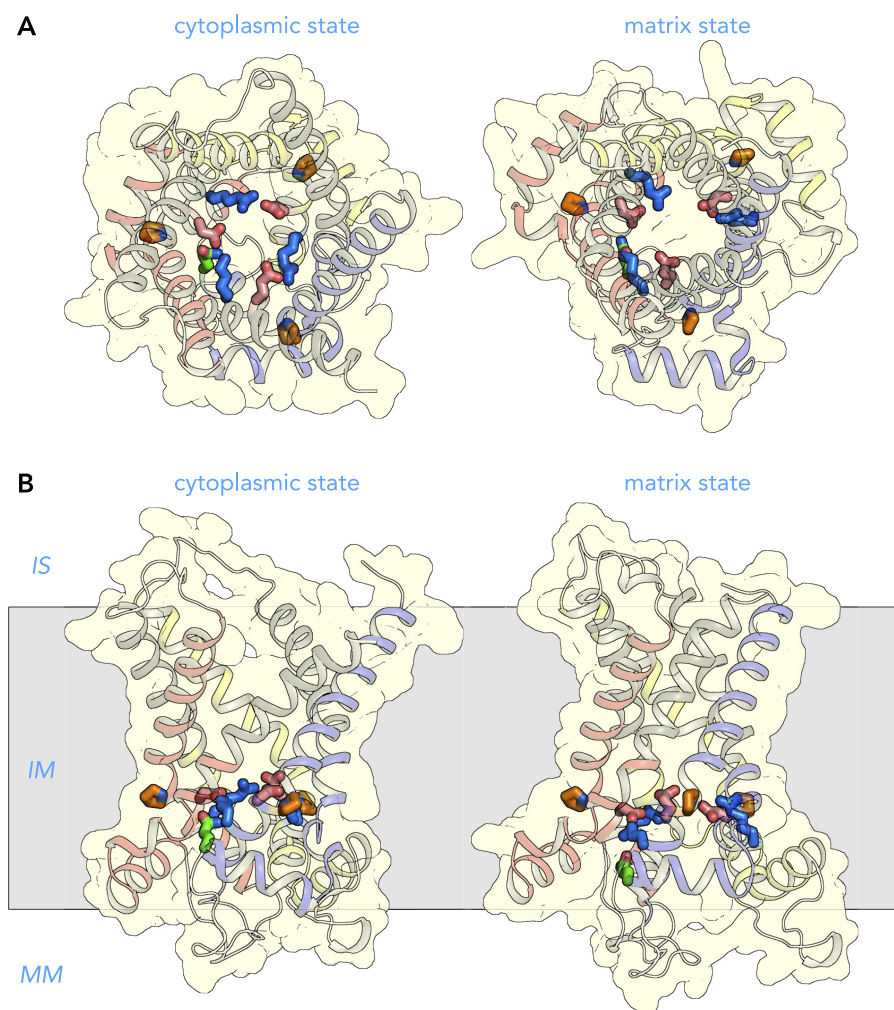 A
cytoplasmic state
matrix state
B
cytoplasmic state
matrix state
IS
IM
MM